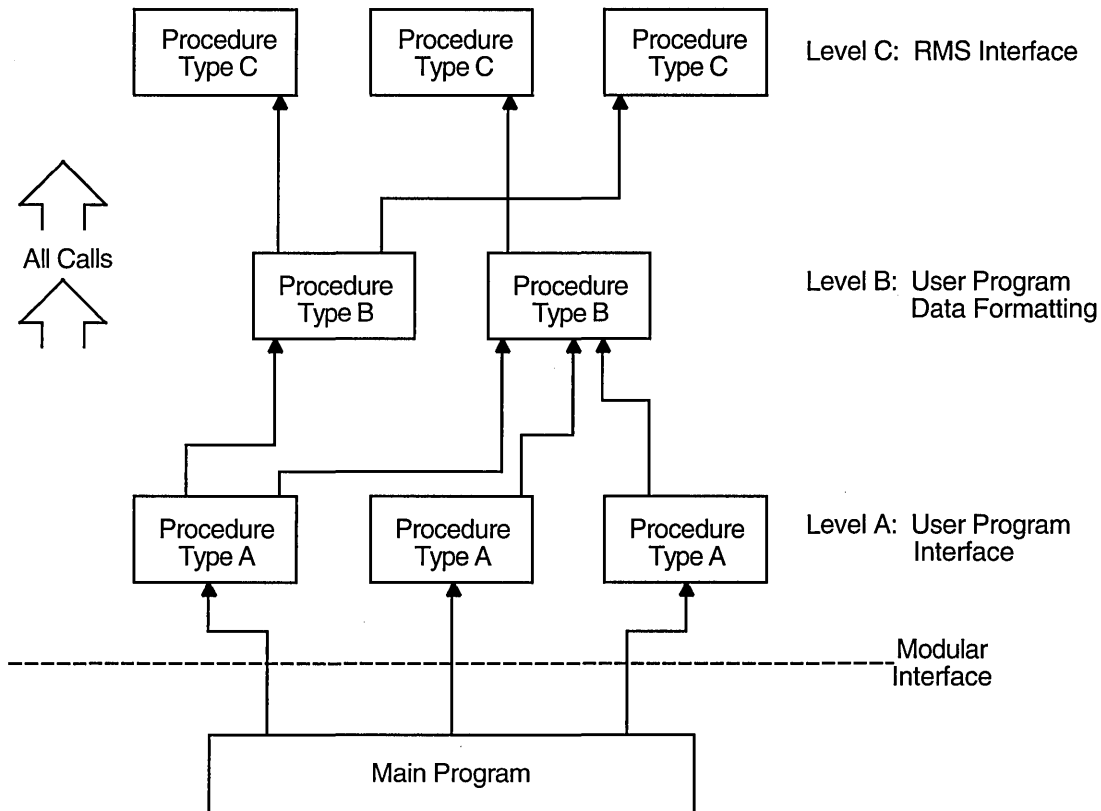 Procedure
Type C
Procedure
Type C
Procedure
Type C
Level C: RMS Interface
All Calls
Procedure
Type B
Procedure
Type B
Level B: User Program
Data Formatting
Procedure
Type A
Procedure
Type A
Procedure
Type A
Level A: User Program
Interface
Modular
Interface
Main Program